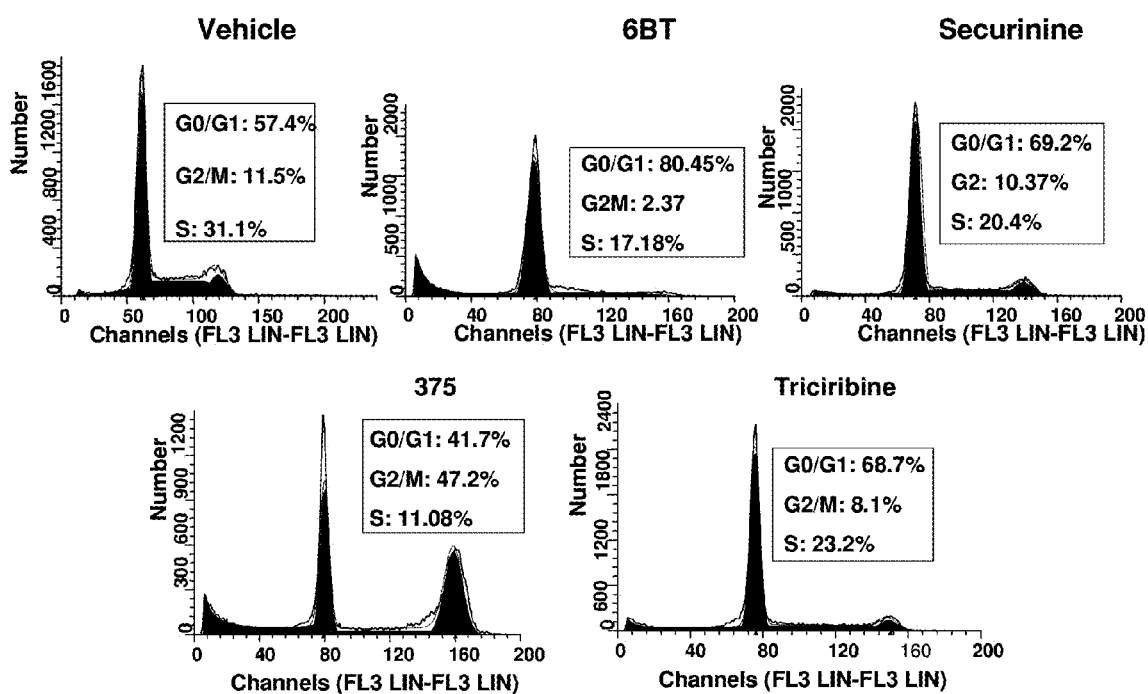 Vehicle
Number
1600
1200
800
400
0
G0/G1: 57.4%
G2/M: 11.5%
S: 31.1%
0 50 100 150 200
Channels (FL3 LIN-FL3 LIN)
6BT
Number
2000
1000
500
0
G0/G1: 80.45%
G2M: 2.37
S: 17.18%
0 40 80 120 160 200
Channels (FL3 LIN-FL3 LIN)
Securinine
Number
2000
1000
500
0
G0/G1: 69.2%
G2: 10.37%
S: 20.4%
0 40 80 120 160 200
Channels (FL3 LIN-FL3 LIN)
375
Number
1200
900
600
300
0
G0/G1: 41.7%
G2/M: 47.2%
S: 11.08%
0 40 80 120 160 200
Channels (FL3 LIN-FL3 LIN)
Triciribine
Number
2400
1800
1200
600
0
G0/G1: 68.7%
G2/M: 8.1%
S: 23.2%
0 40 80 120 160 200
Channels (FL3 LIN-FL3 LIN)